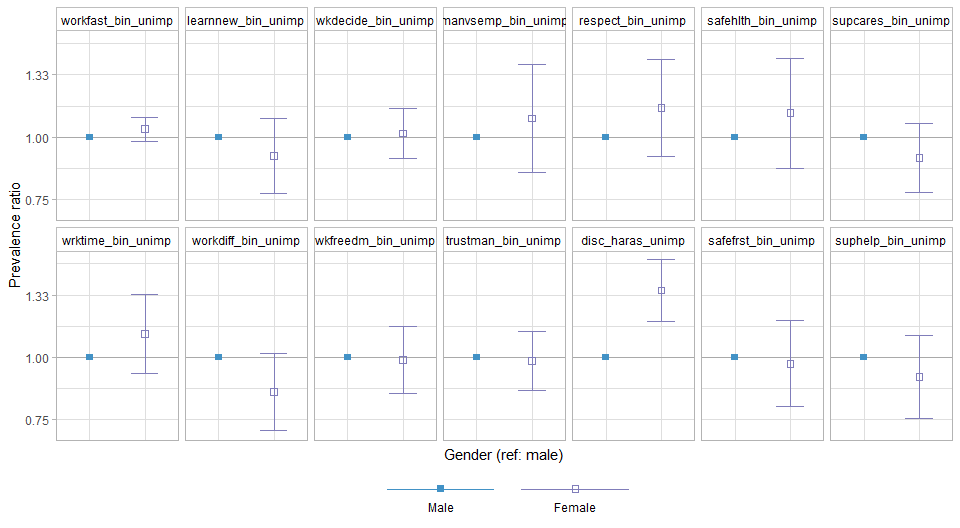 workfast_bin_unimp learnnew_bin_unimp wkdecide_bin_unimp manvsemp_bin_unimp respect_bin_unimp safehlth_bin_unimp supcares_bin_unimp
1.33
1.00
0.75
wrktime_bin_unimp workdiff_bin_unimp wkfreedm_bin_unimp trustman_bin_unimp disc_haras_unimp safefrst_bin_unimp suphelp_bin_unimp
1.33
1.00
0.75
Prevalence ratio
Gender (ref: male)
Male Female